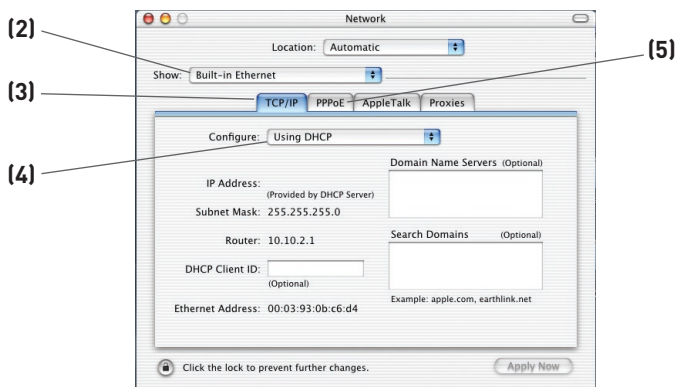 Network
(2)
Location: Automatic
(5)
Show: Built-in Ethernet
(3)
TCP/IP PPPoE AppleTalk Proxies
Configure: Using DHCP
(4)
Domain Name Servers (Optional)
IP Address:
(Provided by DHCP Server)
Subnet Mask: 255.255.255.0
Search Domains (Optional)
Router: 10.10.2.1
DHCP Client ID:
(Optional)
Example: apple.com, earthlink.net
Ethernet Address: 00:03:93:0b:c6:d4
Click the lock to prevent further changes.
Apply Now